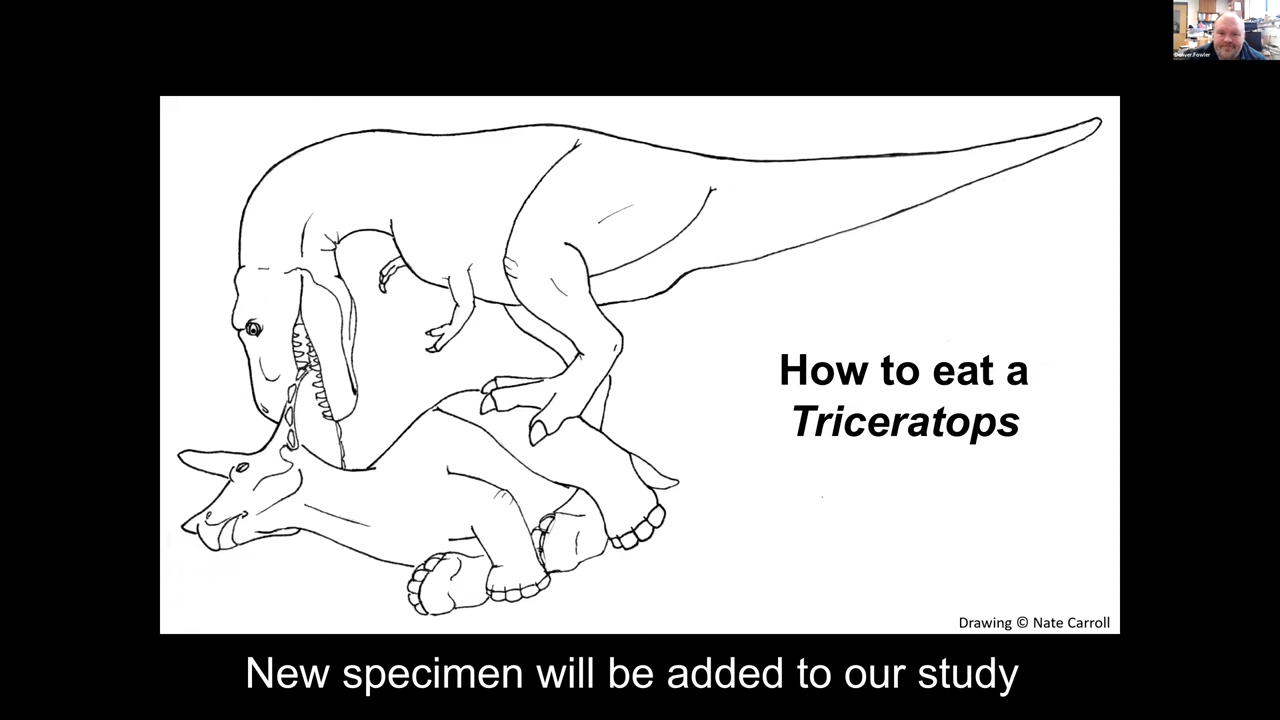 How to eat a
Triceratops
Drawing © Nate Carroll
New specimen will be added to our study